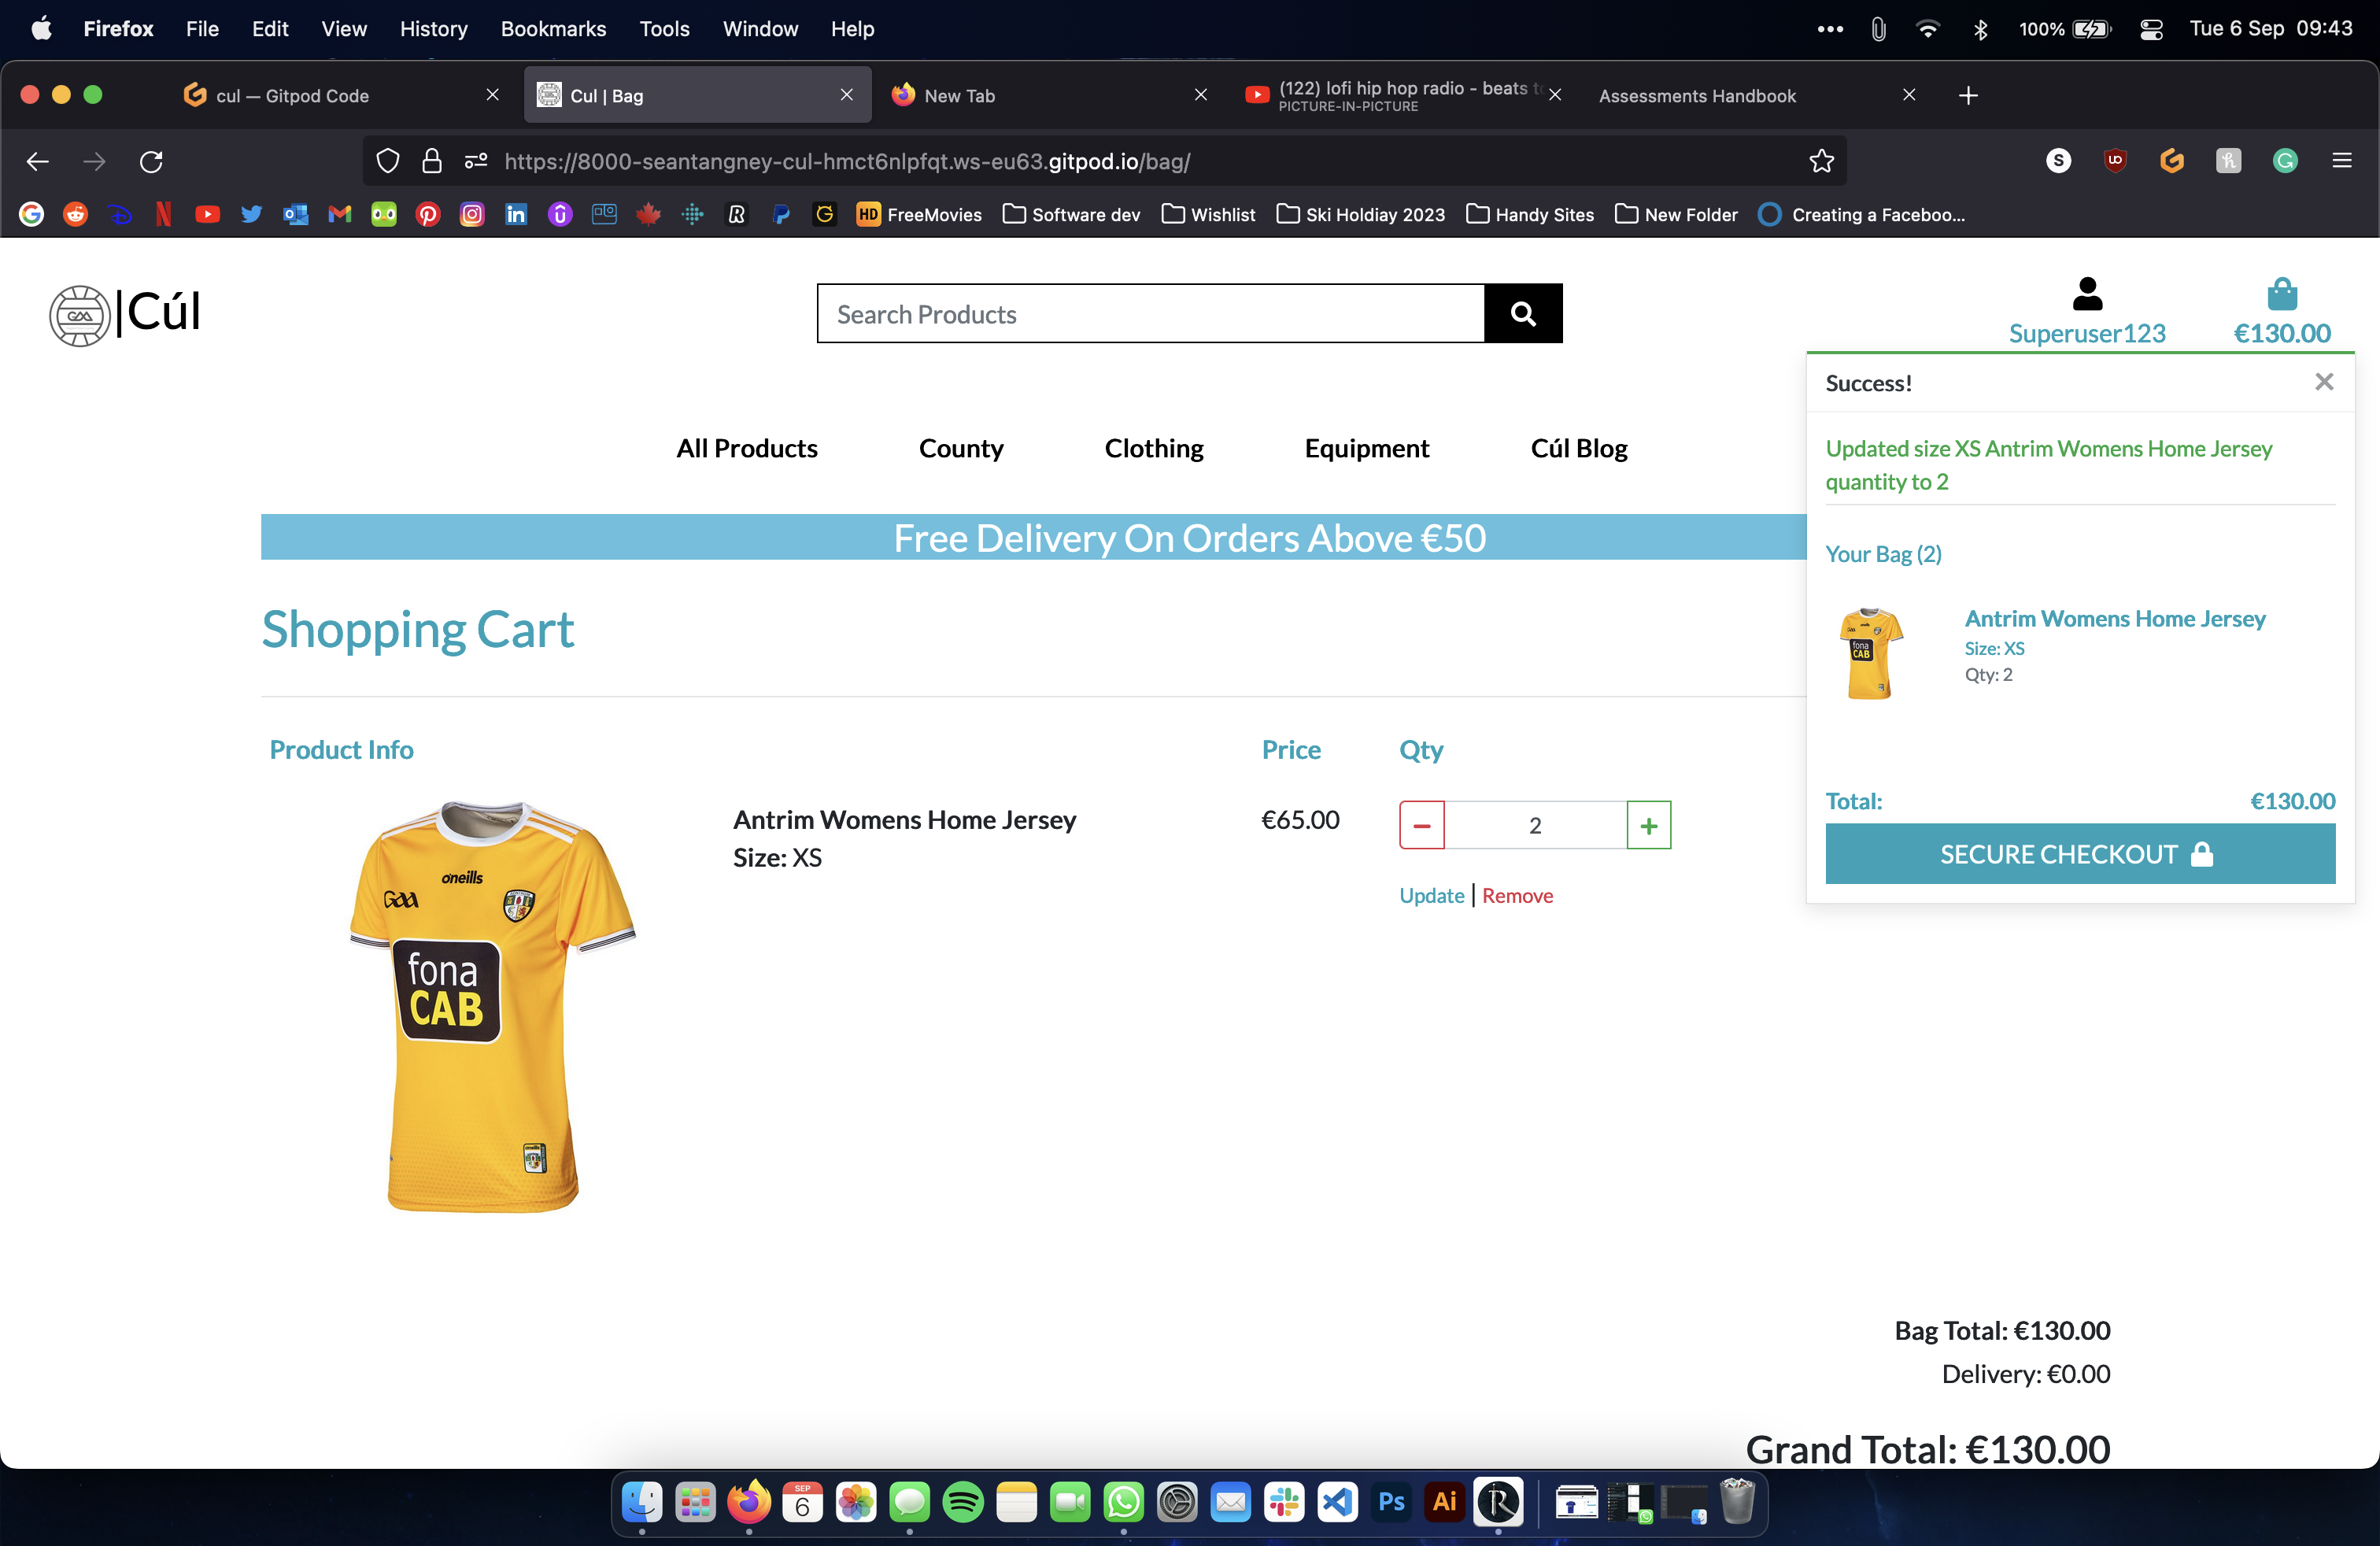 Firefox File Edit View History Bookmarks Tools Window Help
100% Tue 6 Sep 09:43
cul — Gitpod Code
Cul | Bag
New Tab
(122) lofi hip hop radio - beats to
PICTURE-IN-PICTURE
Assessments Handbook
https://8000-seantangney-cul-hmct6nlpfqt.ws-eu63.gitpod.io/bag/
HD FreeMovies Software dev Wishlist Ski Holdiay 2023 Handy Sites New Folder Creating a Faceboo...
GAA |Cúl
Search Products
Superuser123
€130.00
All Products County Clothing Equipment Cúl Blog
Free Delivery On Orders Above €50
Success!
Updated size XS Antrim Womens Home Jersey
quantity to 2
Your Bag (2)
fona
CAB
Antrim Womens Home Jersey
Size: XS
Qty: 2
Total: €130.00
SECURE CHECKOUT
Shopping Cart
Product Info Price Qty
Antrim Womens Home Jersey
Size: XS
€65.00
2
Update | Remove
oneills
GAA
fona
CAB
Bag Total: €130.00
Delivery: €0.00
Grand Total: €130.00
SEP
6
Ps
Ai
R